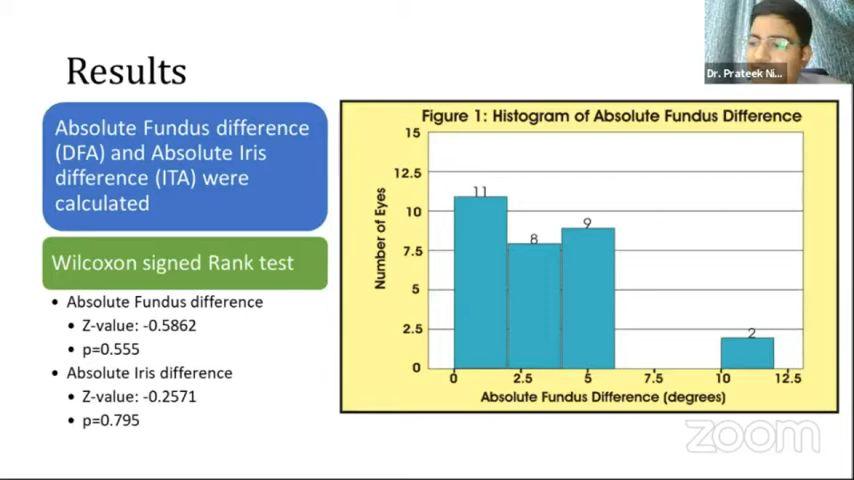 Results
Absolute Fundus difference
(DFA) and Absolute Iris
difference (ITA) were
calculated
Wilcoxon signed Rank test
• Absolute Fundus difference
• Z-value: -0.5862
• p=0.555
• Absolute Iris difference
• Z-value: -0.2571
• p=0.795
Dr. Prateek Ni...
Figure 1: Histogram of Absolute Fundus Difference
Number of Eyes
15
12.5
10
7.5
5
2.5
0
11
8
9
2
0 2.5 5 7.5 10 12.5
Absolute Fundus Difference (degrees)
zoom